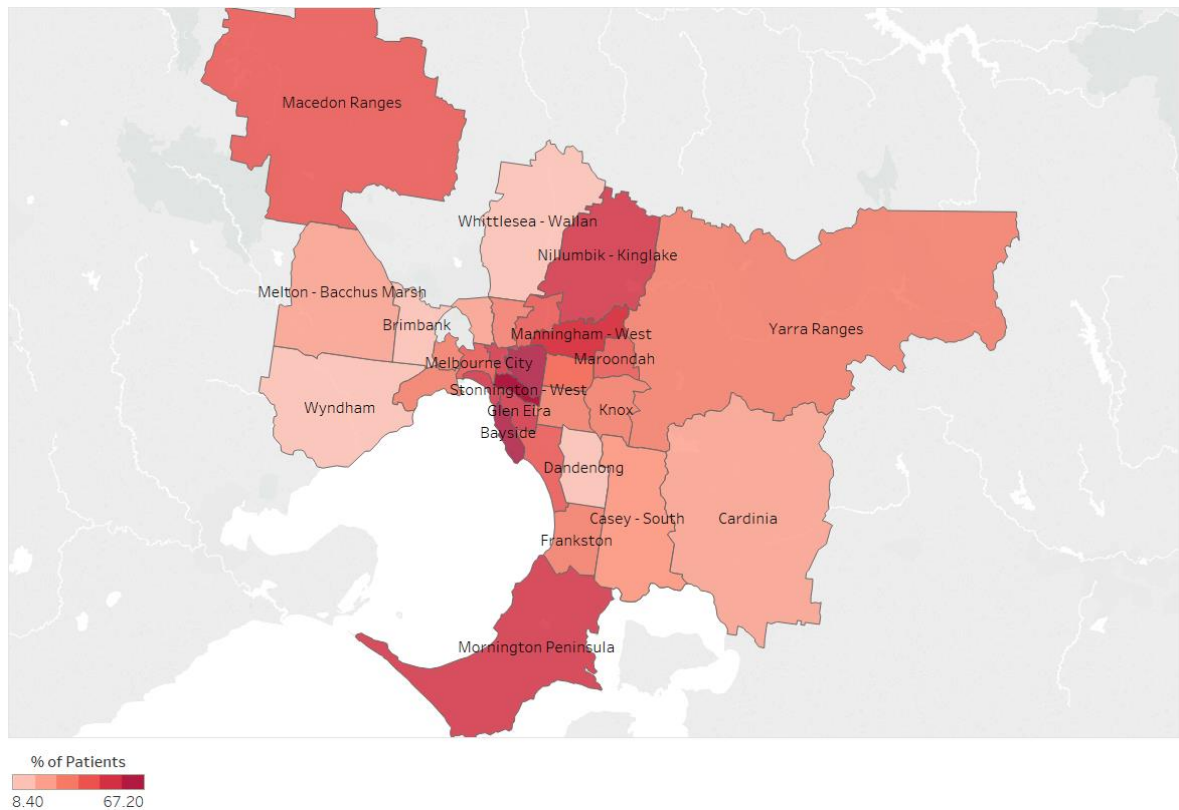 Macedon Ranges
Whittlesea - Wallan
Nillumbik - Kinglake
Melton - Bacchus Marsh
Brimbank
Manningham - West
Yarra Ranges
Melbourne City
Maroondah
Stonnington - West
Wyndham
Glen Eira
Knox
Bayside
Dandenong
Casey - South
Cardinia
Frankston
Mornington Peninsula
% of Patients
8.40
67.20